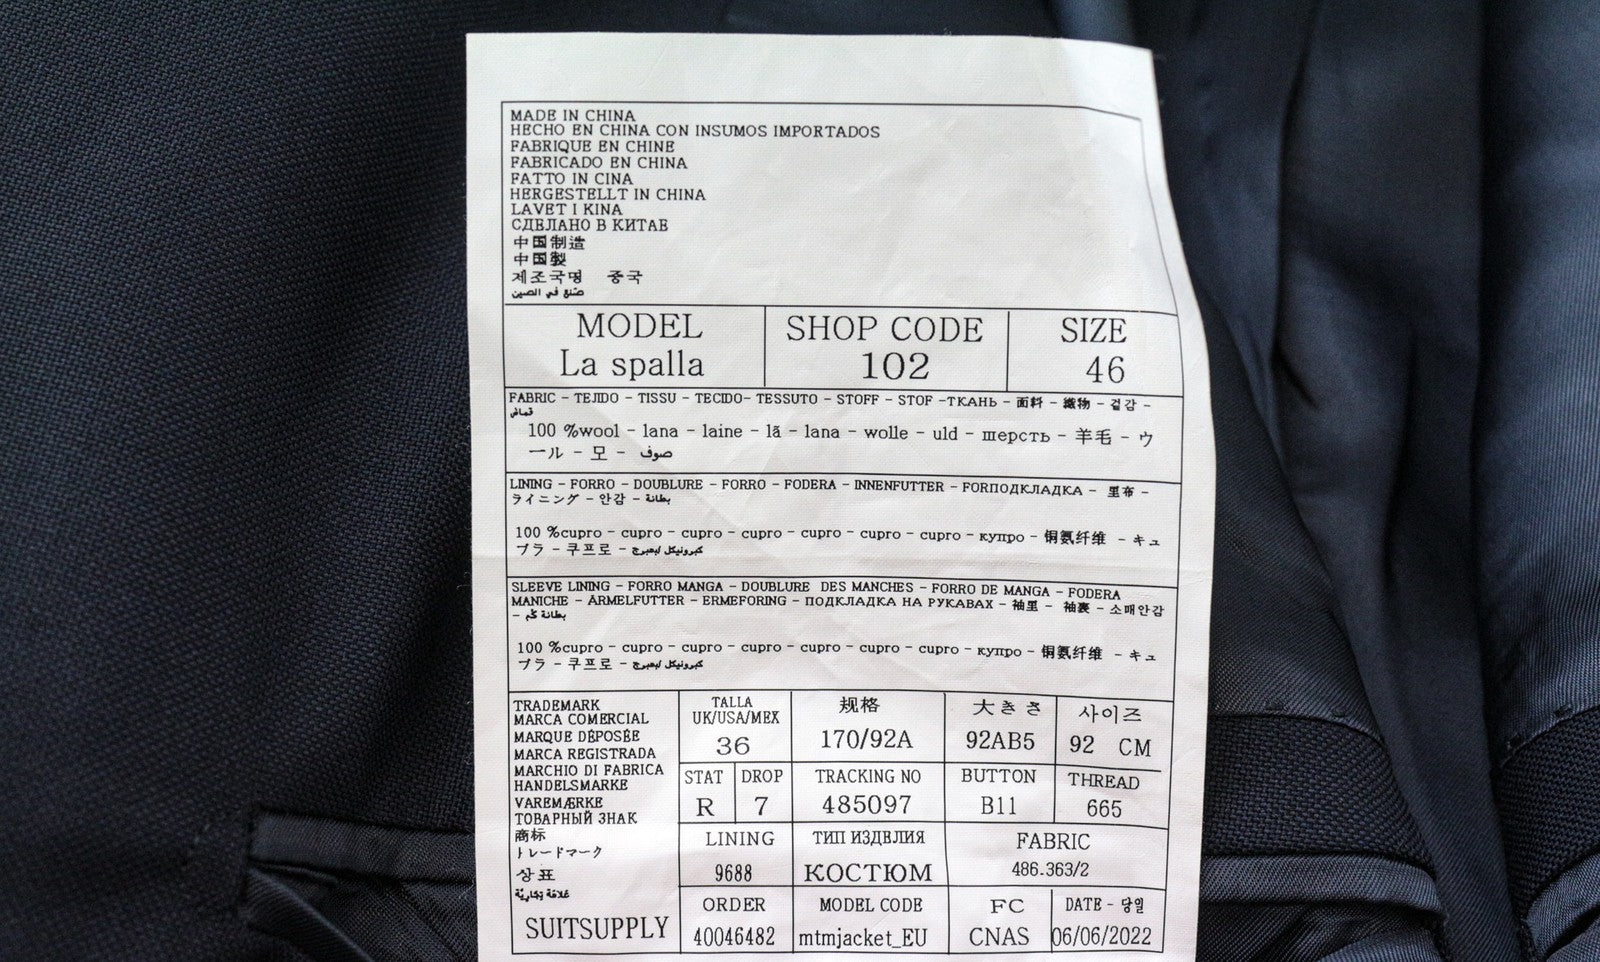 MADE IN CHINA
HECHO EN CHINA CON INSUMOS IMPORTADOS
FABRIQUE EN CHINE
FABRICADO EN CHINA
FATTO IN CINA
HERGESTELLT IN CHINA
LAVET I KINA
СДЕЛАНО В КИТАЕ
中国制造
中国製
제조국명 중국
صنع في الصين
MODEL
La spalla
SHOP CODE
102
SIZE
46
FABRIC - TEJIDO - TISSU - TECIDO- TESSUTO - STOFF - STOF -ТКАНЬ - 面料 - 織物 - 겉감 -
قماش
100 %wool - lana - laine - lã - lana - wolle - uld - шерсть - 羊毛 - ウ
ール - 모 - صوف
LINING - FORRO - DOUBLURE - FORRO - FODERA - INNENFUTTER - FORПОДКЛАДКА - 里布 -
ライニング - 안감 - بطانة
100 %cupro - cupro - cupro - cupro - cupro - cupro - cupro - купро - 铜氨纤维 - キュ
プラ - 쿠프로 -
SLEEVE LINING - FORRO MANGA - DOUBLURE DES MANCHES - FORRO DE MANGA - FODERA
MANICHE - ÄRMELFUTTER - ERMEFORING - ПОДКЛАДКА НА РУКАВАХ - 袖里 - 袖裏 - 소매안감
- بطانة كم
100 %cupro - cupro - cupro - cupro - cupro - cupro - cupro - купро - 铜氨纤维 - キュ
プラ - 쿠프로 -
TRADEMARK
MARCA COMERCIAL
MARQUE DÉPOSÉE
MARCA REGISTRADA
MARCHIO DI FABRICA
HANDELSMARKE
VAREMÆRKE
ТОВАРНЫЙ ЗНАК
商标
トレードマーク
상표
علامة تجارية
SUITSUPPLY
TALLA
UK/USA/MEX
36
规格
170/92A
大きさ
92AB5
사이즈
92 CM
STAT
R
DROP
7
TRACKING NO
485097
BUTTON
B11
THREAD
665
LINING
9688
ТИП ИЗДЕЛИЯ
КОСТЮМ
FABRIC
486.363/2
ORDER
40046482
MODEL CODE
mtmjacket_EU
FC
CNAS
DATE - 당일
06/06/2022